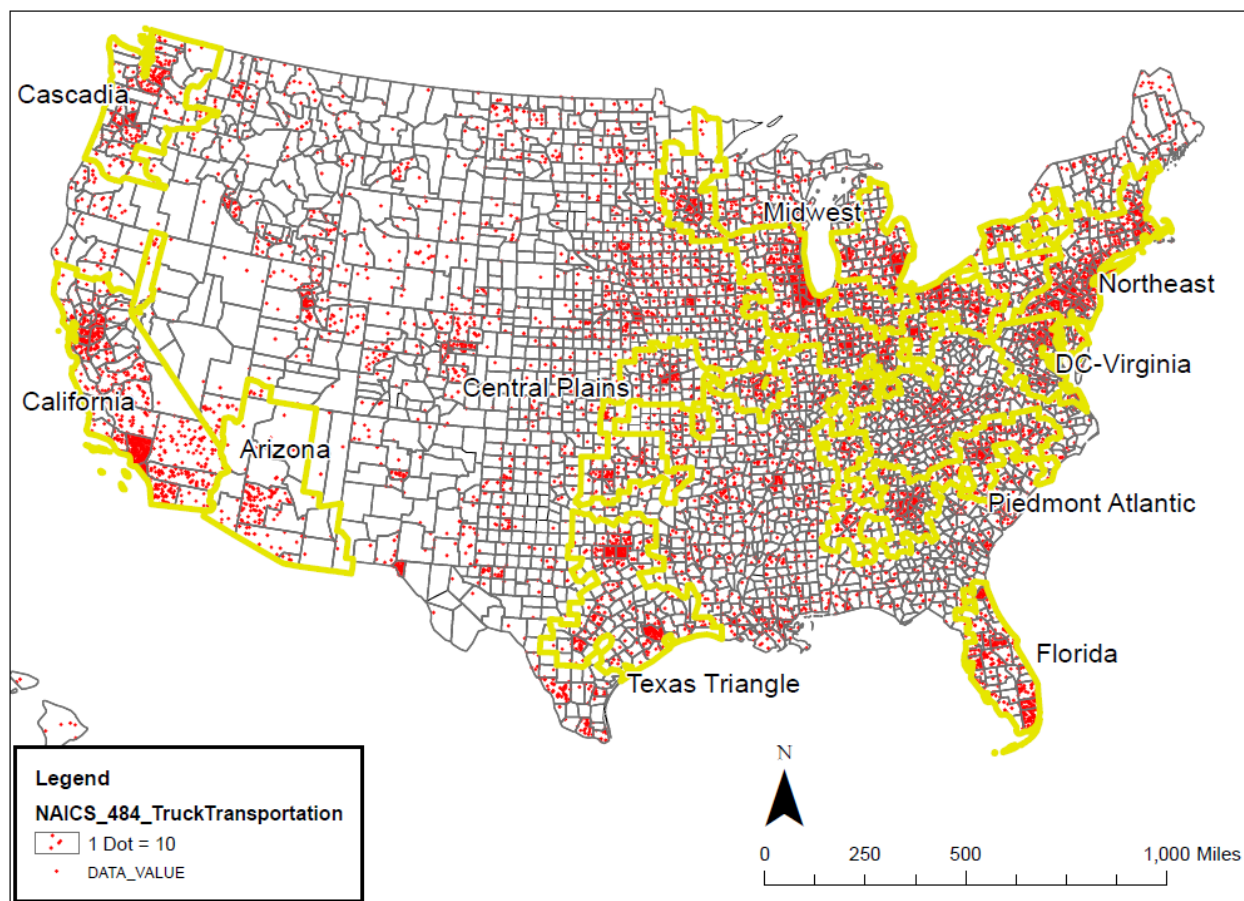 Cascadia
Midwest
Northeast
DC-Virginia
Central Plains
California
Arizona
Piedmont Atlantic
Florida
Texas Triangle
N
Legend
NAICS_484_TruckTransportation
1 Dot = 10
DATA_VALUE
0 250 500 1,000 Miles